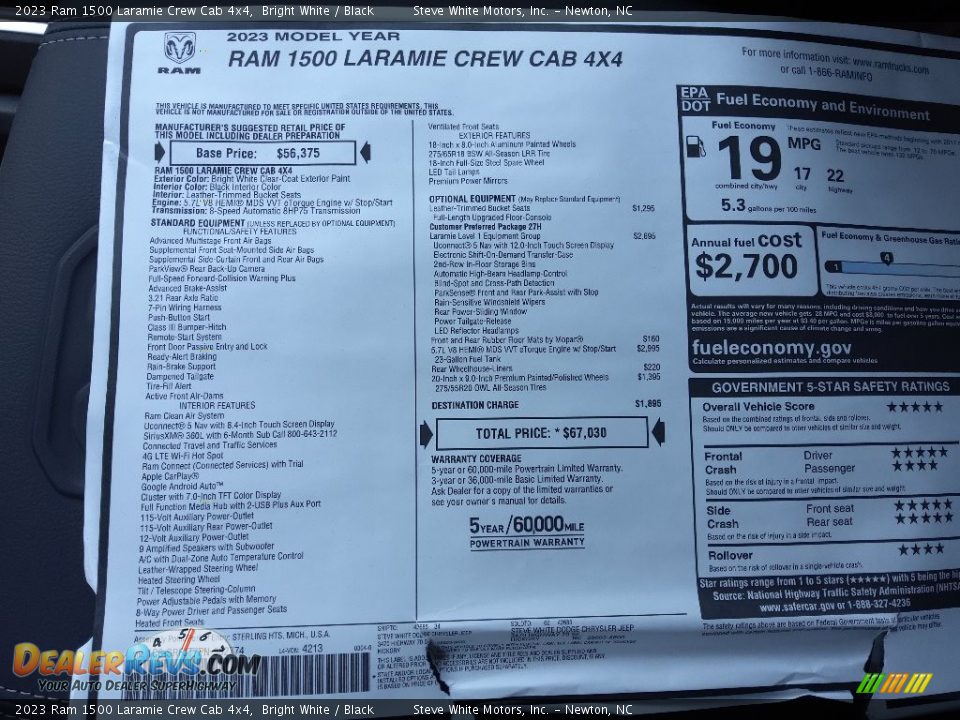 2023 Ram 1500 Laramie Crew Cab 4x4, Bright White / Black Steve White Motors, Inc. – Newton, NC
RAM
2023 MODEL YEAR
RAM 1500 LARAMIE CREW CAB 4X4
For more information visit: www.ramtrucks.com
or call 1-866-RAMINFO
THIS VEHICLE IS MANUFACTURED TO MEET SPECIFIC UNITED STATES REQUIREMENTS. THIS
VEHICLE IS NOT MANUFACTURED FOR SALE OR REGISTRATION OUTSIDE OF THE UNITED STATES.
MANUFACTURER'S SUGGESTED RETAIL PRICE OF
THIS MODEL INCLUDING DEALER PREPARATION
Base Price: $56,375
RAM 1500 LARAMIE CREW CAB 4X4
Exterior Color: Bright White Clear-Coat Exterior Paint
Interior Color: Black Interior Color
Interior: Leather-Trimmed Bucket Seats
Engine: 5.7L V8 HEMI® MDS VVT eTorque Engine w/ Stop/Start
Transmission: 8-Speed Automatic 8HP75 Transmission
STANDARD EQUIPMENT (UNLESS REPLACED BY OPTIONAL EQUIPMENT)
FUNCTIONAL/SAFETY FEATURES
Advanced Multistage Front Air Bags
Supplemental Front Seat-Mounted Side Air Bags
Supplemental Side-Curtain Front and Rear Air Bags
ParkView® Rear Back-Up Camera
Full-Speed Forward-Collision Warning Plus
Advanced Brake-Assist
3.21 Rear Axle Ratio
7-Pin Wiring Harness
Push-Button Start
Class III Bumper-Hitch
Remote-Start System
Front Door Passive Entry and Lock
Ready-Alert Braking
Rain-Brake Support
Dampened Tailgate
Tire-Fill Alert
Active Front Air-Dams
INTERIOR FEATURES
Ram Clean Air System
Uconnect® 5 Nav with 8.4-Inch Touch Screen Display
SiriusXM® 360L with 6-Month Sub Call 800-643-2112
Connected Travel and Traffic Services
4G LTE Wi-Fi Hot Spot
Ram Connect (Connected Services) with Trial
Apple CarPlay®
Google Android Auto™
Cluster with 7.0-Inch TFT Color Display
Full Function Media Hub with 2-USB Plus Aux Port
115-Volt Auxiliary Power-Outlet
115-Volt Auxiliary Rear Power-Outlet
12-Volt Auxiliary Power-Outlet
9 Amplified Speakers with Subwoofer
A/C with Dual-Zone Auto Temperature Control
Leather-Wrapped Steering Wheel
Heated Steering Wheel
Tilt / Telescope Steering-Column
Power Adjustable Pedals with Memory
8-Way Power Driver and Passenger Seats
Heated Front Seats
Ventilated Front Seats
EXTERIOR FEATURES
18-Inch x 8.0-Inch Aluminum Painted Wheels
275/65R18 BSW All-Season LRR Tire
18-Inch Full-Size Steel Spare Wheel
LED Tail Lamps
Premium Power Mirrors
OPTIONAL EQUIPMENT (May Replace Standard Equipment)
Leather-Trimmed Bucket Seats $1,295
Full-Length Upgraded Floor-Console
Customer Preferred Package 27H
Laramie Level 1 Equipment Group $2,695
Uconnect® 5 Nav with 12.0-Inch Touch Screen Display
Electronic Shift-On-Demand Transfer-Case
2nd-Row In-Floor Storage Bins
Automatic High-Beam Headlamp-Control
Blind-Spot and Cross-Path Detection
ParkSense® Front and Rear Park-Assist with Stop
Rain-Sensitive Windshield Wipers
Rear Power-Sliding Window
Power Tailgate-Release
LED Reflector Headlamps
Front and Rear Rubber Floor Mats by Mopar® $160
5.7L V8 HEMI® MDS VVT eTorque Engine w/ Stop/Start $2,995
23-Gallon Fuel Tank
Rear Wheelhouse-Liners $220
20-Inch x 9.0-Inch Premium Painted/Polished Wheels $1,395
275/55R20 OWL All-Season Tires
DESTINATION CHARGE $1,895
TOTAL PRICE: * $67,030
WARRANTY COVERAGE
5-year or 60,000-mile Powertrain Limited Warranty.
3-year or 36,000-mile Basic Limited Warranty.
Ask Dealer for a copy of the limited warranties or
see your owner's manual for details.
5 YEAR / 60,000 MILE
POWERTRAIN WARRANTY
EPA
DOT Fuel Economy and Environment
Fuel Economy
19 MPG
combined city/hwy
17 city
22 highway
5.3 gallons per 100 miles
Annual fuel cost
$2,700
Fuel Economy & Greenhouse Gas
1
4
fueleconomy.gov
Calculate personalized estimates and compare vehicles
GOVERNMENT 5-STAR SAFETY RATINGS
Overall Vehicle Score ★★★★★
Based on the combined ratings of frontal, side and rollover.
Should ONLY be compared to other vehicles of similar size and weight.
Frontal Crash Driver ★★★★★
Passenger ★★★★
Based on the risk of injury in a frontal impact.
Should ONLY be compared to other vehicles of similar size and weight.
Side Crash Front seat ★★★★★
Rear seat ★★★★★
Based on the risk of injury in a side impact.
Rollover ★★★★
Based on the risk of rollover in a single-vehicle crash.
Star ratings range from 1 to 5 stars (★★★★★) with 5 being the
Source: National Highway Traffic Safety Administration
www.safercar.gov or 1-888-327-4236
STERLING HTS. MICH., U.S.A.
4213
DEALERREVS.COM
YOUR AUTO DEALER SUPERHIGHWAY
2023 Ram 1500 Laramie Crew Cab 4x4, Bright White / Black Steve White Motors, Inc. – Newton, NC